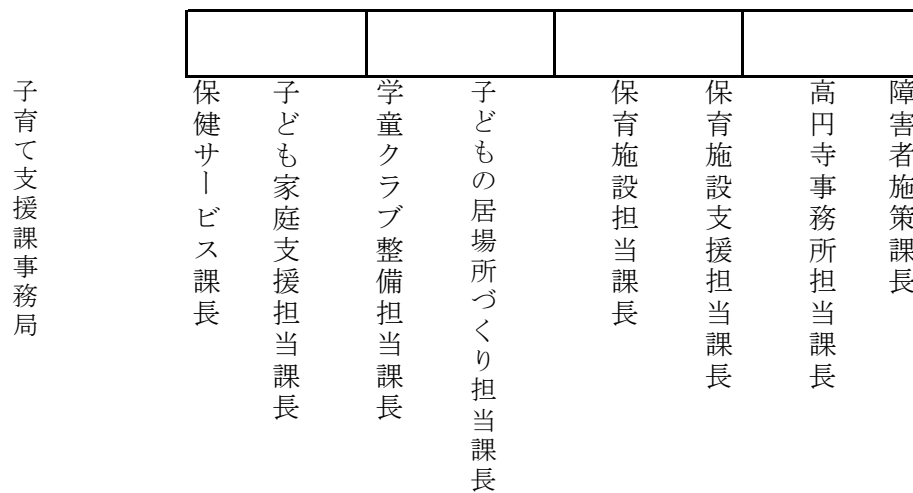 障害者施策課長
高円寺事務所担当課長
保育施設支援担当課長
保育施設担当課長
子どもの居場所づくり担当課長
学童クラブ整備担当課長
子ども家庭支援担当課長
保健サービス課長
子育て支援課事務局